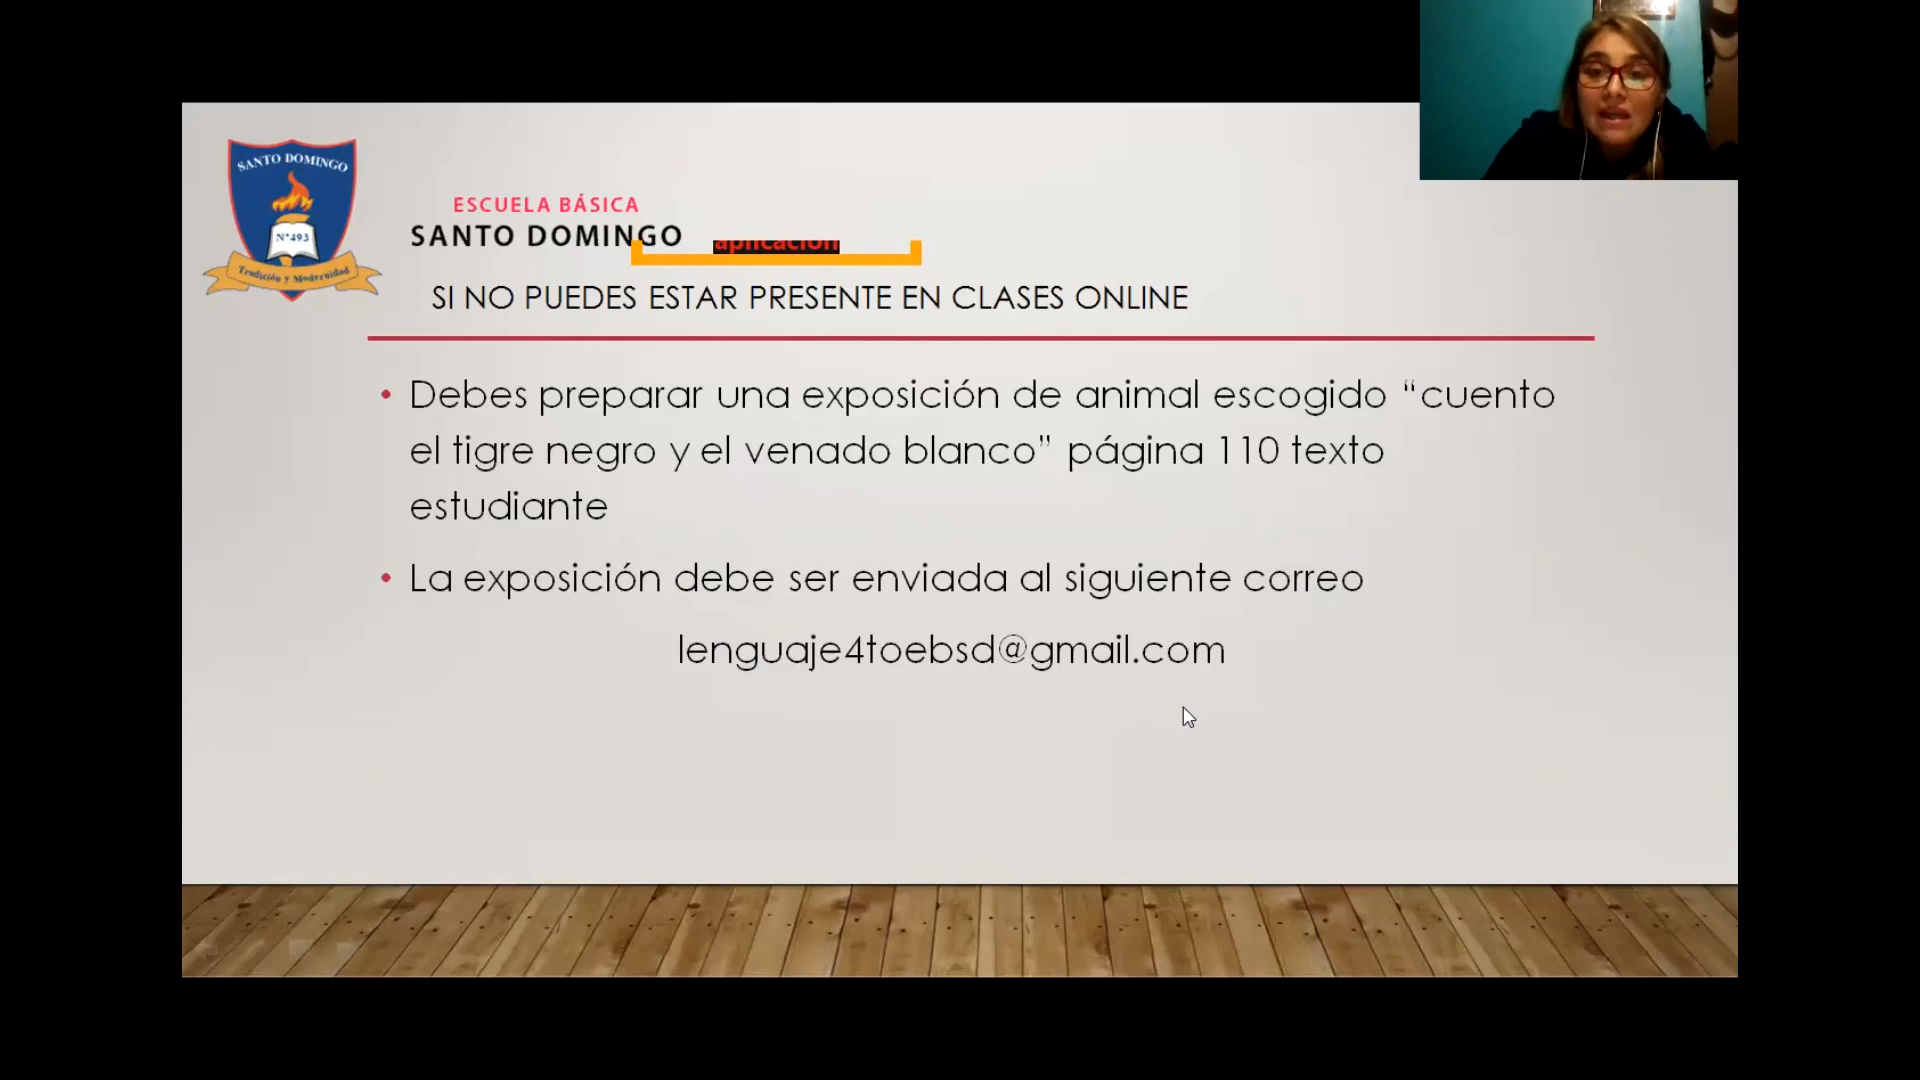 SANTO DOMINGO
N°493
Tradición y Modernidad
ESCUELA BÁSICA
SANTO DOMINGO
aplicación
SI NO PUEDES ESTAR PRESENTE EN CLASES ONLINE
• Debes preparar una exposición de animal escogido “cuento
el tigre negro y el venado blanco” página 110 texto
estudiante
• La exposición debe ser enviada al siguiente correo
lenguaje4toebsd@gmail.com